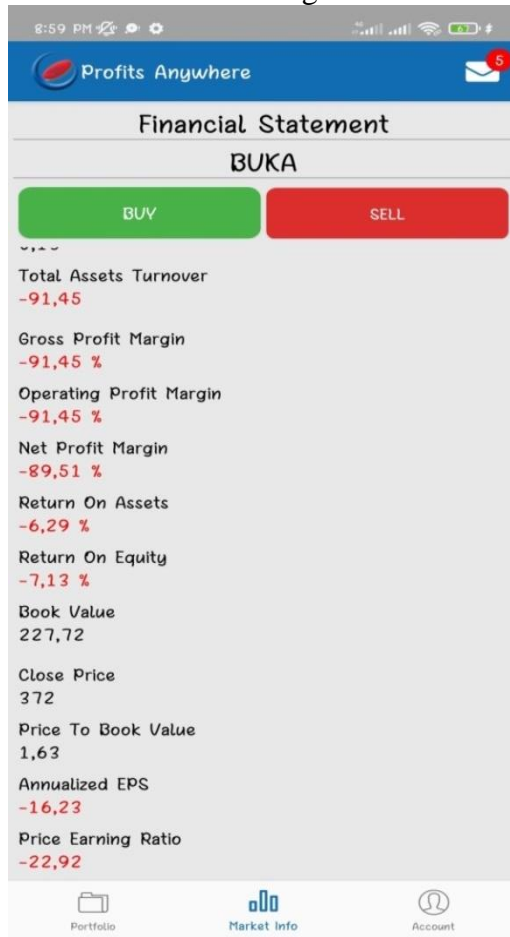 8:59 PM
Profits Anywhere
5
Financial Statement
BUKA
BUY SELL
Total Assets Turnover
-91,45
Gross Profit Margin
-91,45 %
Operating Profit Margin
-91,45 %
Net Profit Margin
-89,51 %
Return On Assets
-6,29 %
Return On Equity
-7,13 %
Book Value
227,72
Close Price
372
Price To Book Value
1,63
Annualized EPS
-16,23
Price Earning Ratio
-22,92
Portfolio Market Info Account